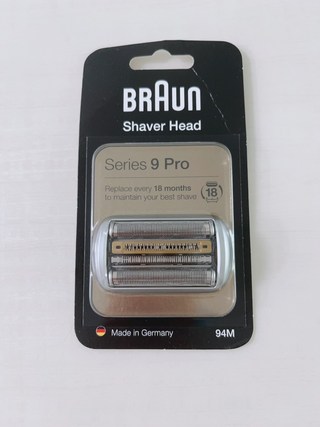 BRAUN
Shaver Head
Series 9 Pro
Replace every 18 months
to maintain your best shave
18
Made in Germany
94M